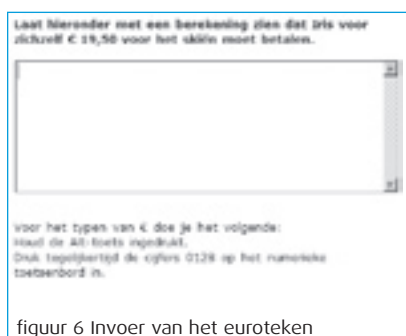 Laat hieronder met een berekening zien dat Iris voor
zichzelf € 19,50 voor het skiën moet betalen.
Voor het typen van € doe je het volgende:
Houd de Alt-toets ingedrukt.
Druk tegelijkertijd de cijfers 0128 op het numerieke
toetsenbord in.
figuur 6 Invoer van het euroteken